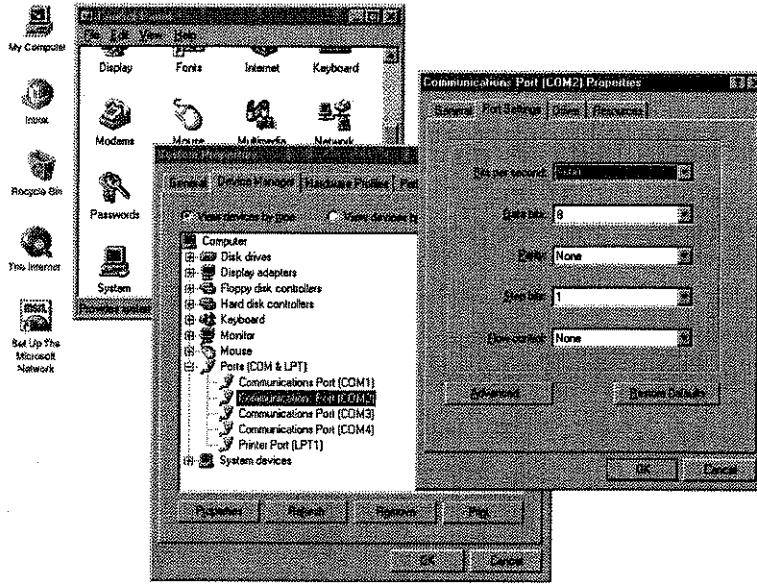 My Computer
Inbox
Recycle Bin
The Internet
Set Up The
Microsoft
Network
File Edit View Help
Display Fonts Internet Keyboard
Modems Mouse Multimedia Network
Passwords
System
System Properties
General Device Manager Hardware Profiles
View devices by type View devices by
Computer
Disk drives
Display adapters
Floppy disk controllers
Hard disk controllers
Keyboard
Monitor
Mouse
Ports (COM & LPT)
Communications Port (COM1)
Communications Port (COM2)
Communications Port (COM3)
Communications Port (COM4)
Printer Port (LPT1)
System devices
Properties Refresh Remove Print
OK Cancel
Communications Port (COM2) Properties
General Port Settings Driver Resources
Bits per second:
Data bits: 8
Parity: None
Stop bits: 1
Flow control: None
Advanced Restore Defaults
OK Cancel